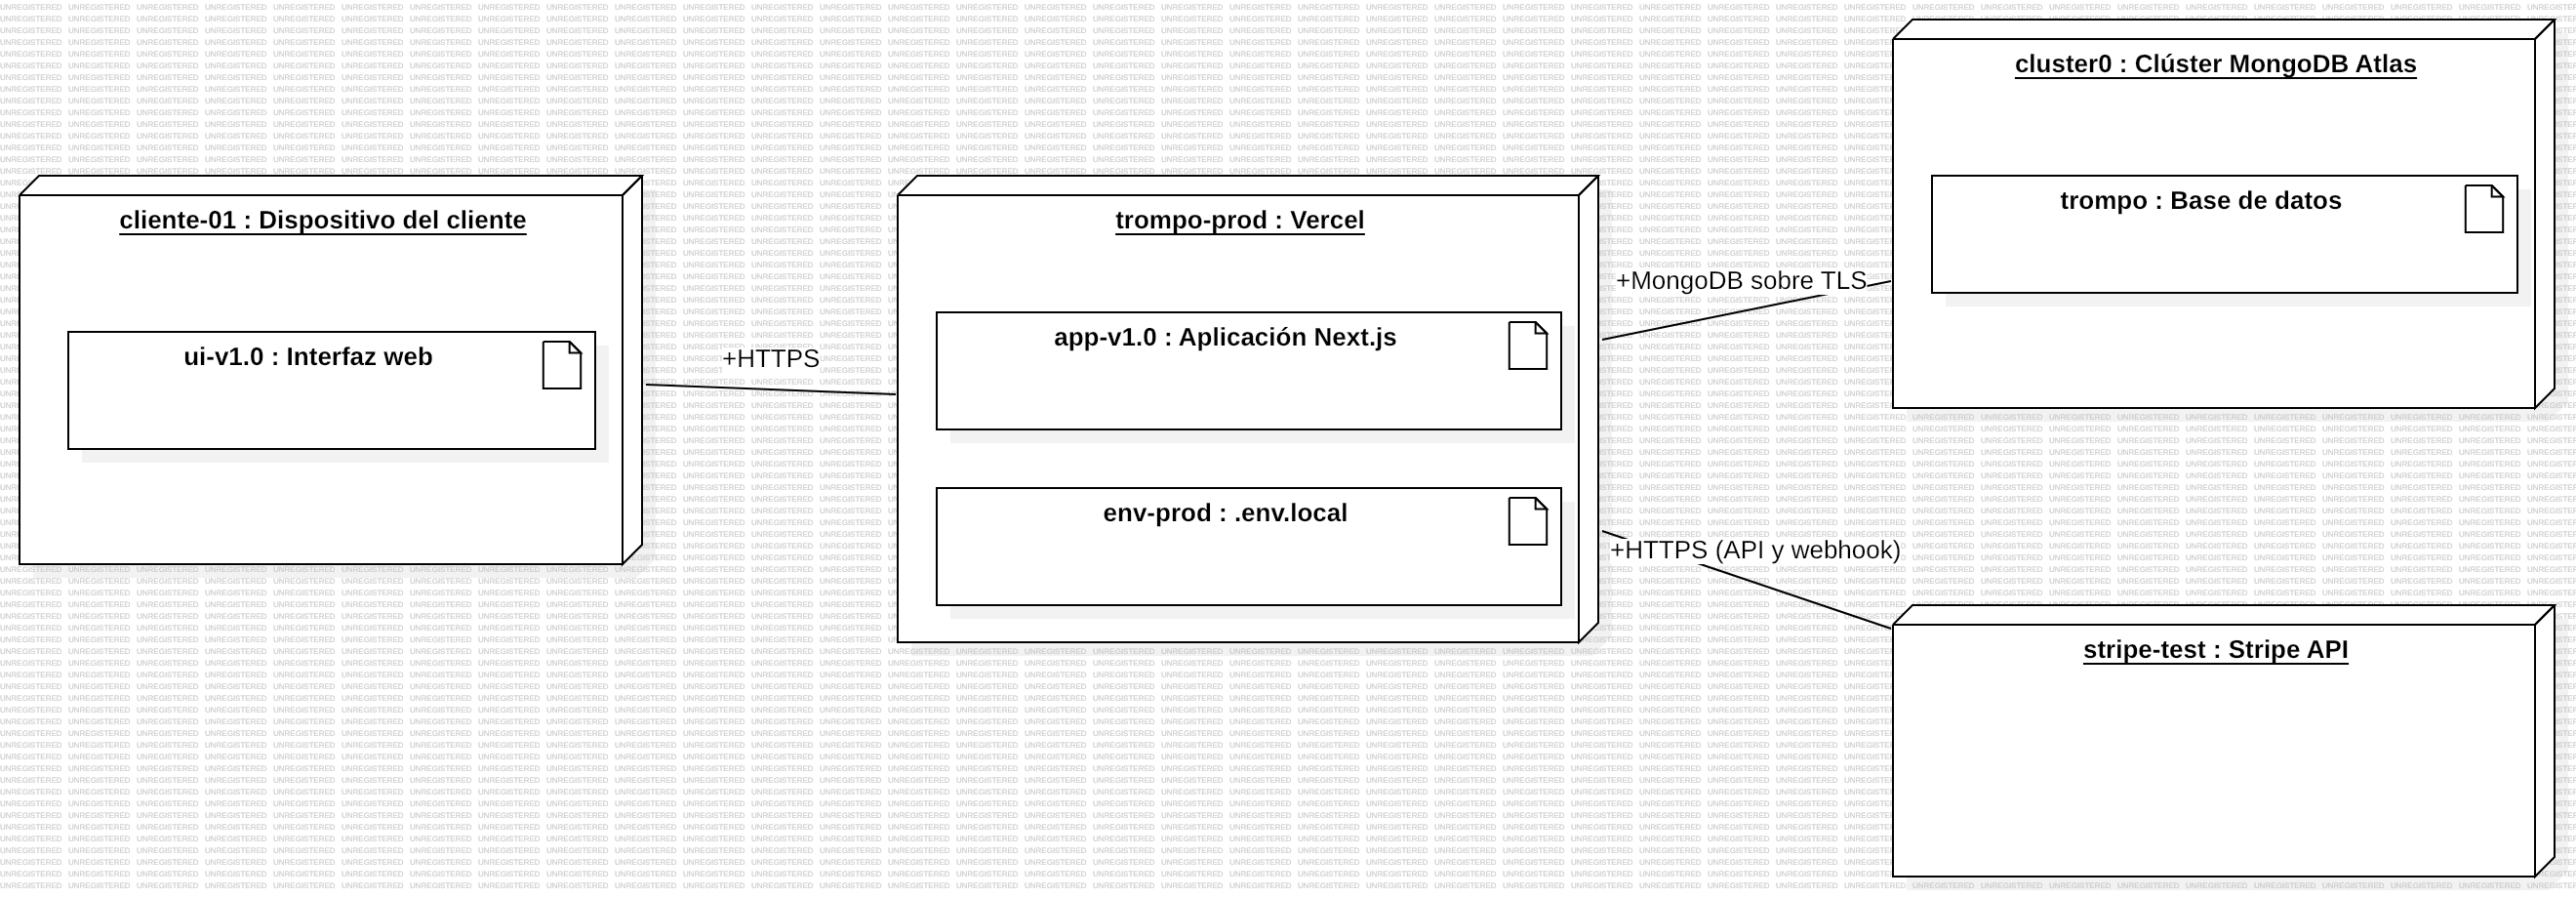 cliente-01 : Dispositivo del cliente
ui-v1.0 : Interfaz web
+HTTPS
trompo-prod : Vercel
app-v1.0 : Aplicación Next.js
env-prod : .env.local
+MongoDB sobre TLS
cluster0 : Clúster MongoDB Atlas
trompo : Base de datos
+HTTPS (API y webhook)
stripe-test : Stripe API
UNREGISTERED